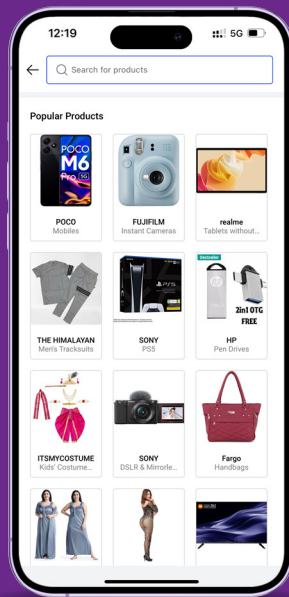 12:19
5G
Search for products
Popular Products
POCO
M6
Pro 5G
POCO
Mobiles
FUJIFILM
Instant Cameras
realme
Tablets without...
THE HIMALAYAN
Men's Tracksuits
PS5
SONY
PS5
Bestseller
2in1 OTG
FREE
HP
Pen Drives
ITSMYCOSTUME
Kids' Costume...
SONY
DSLR & Mirrorle...
Fargo
Handbags